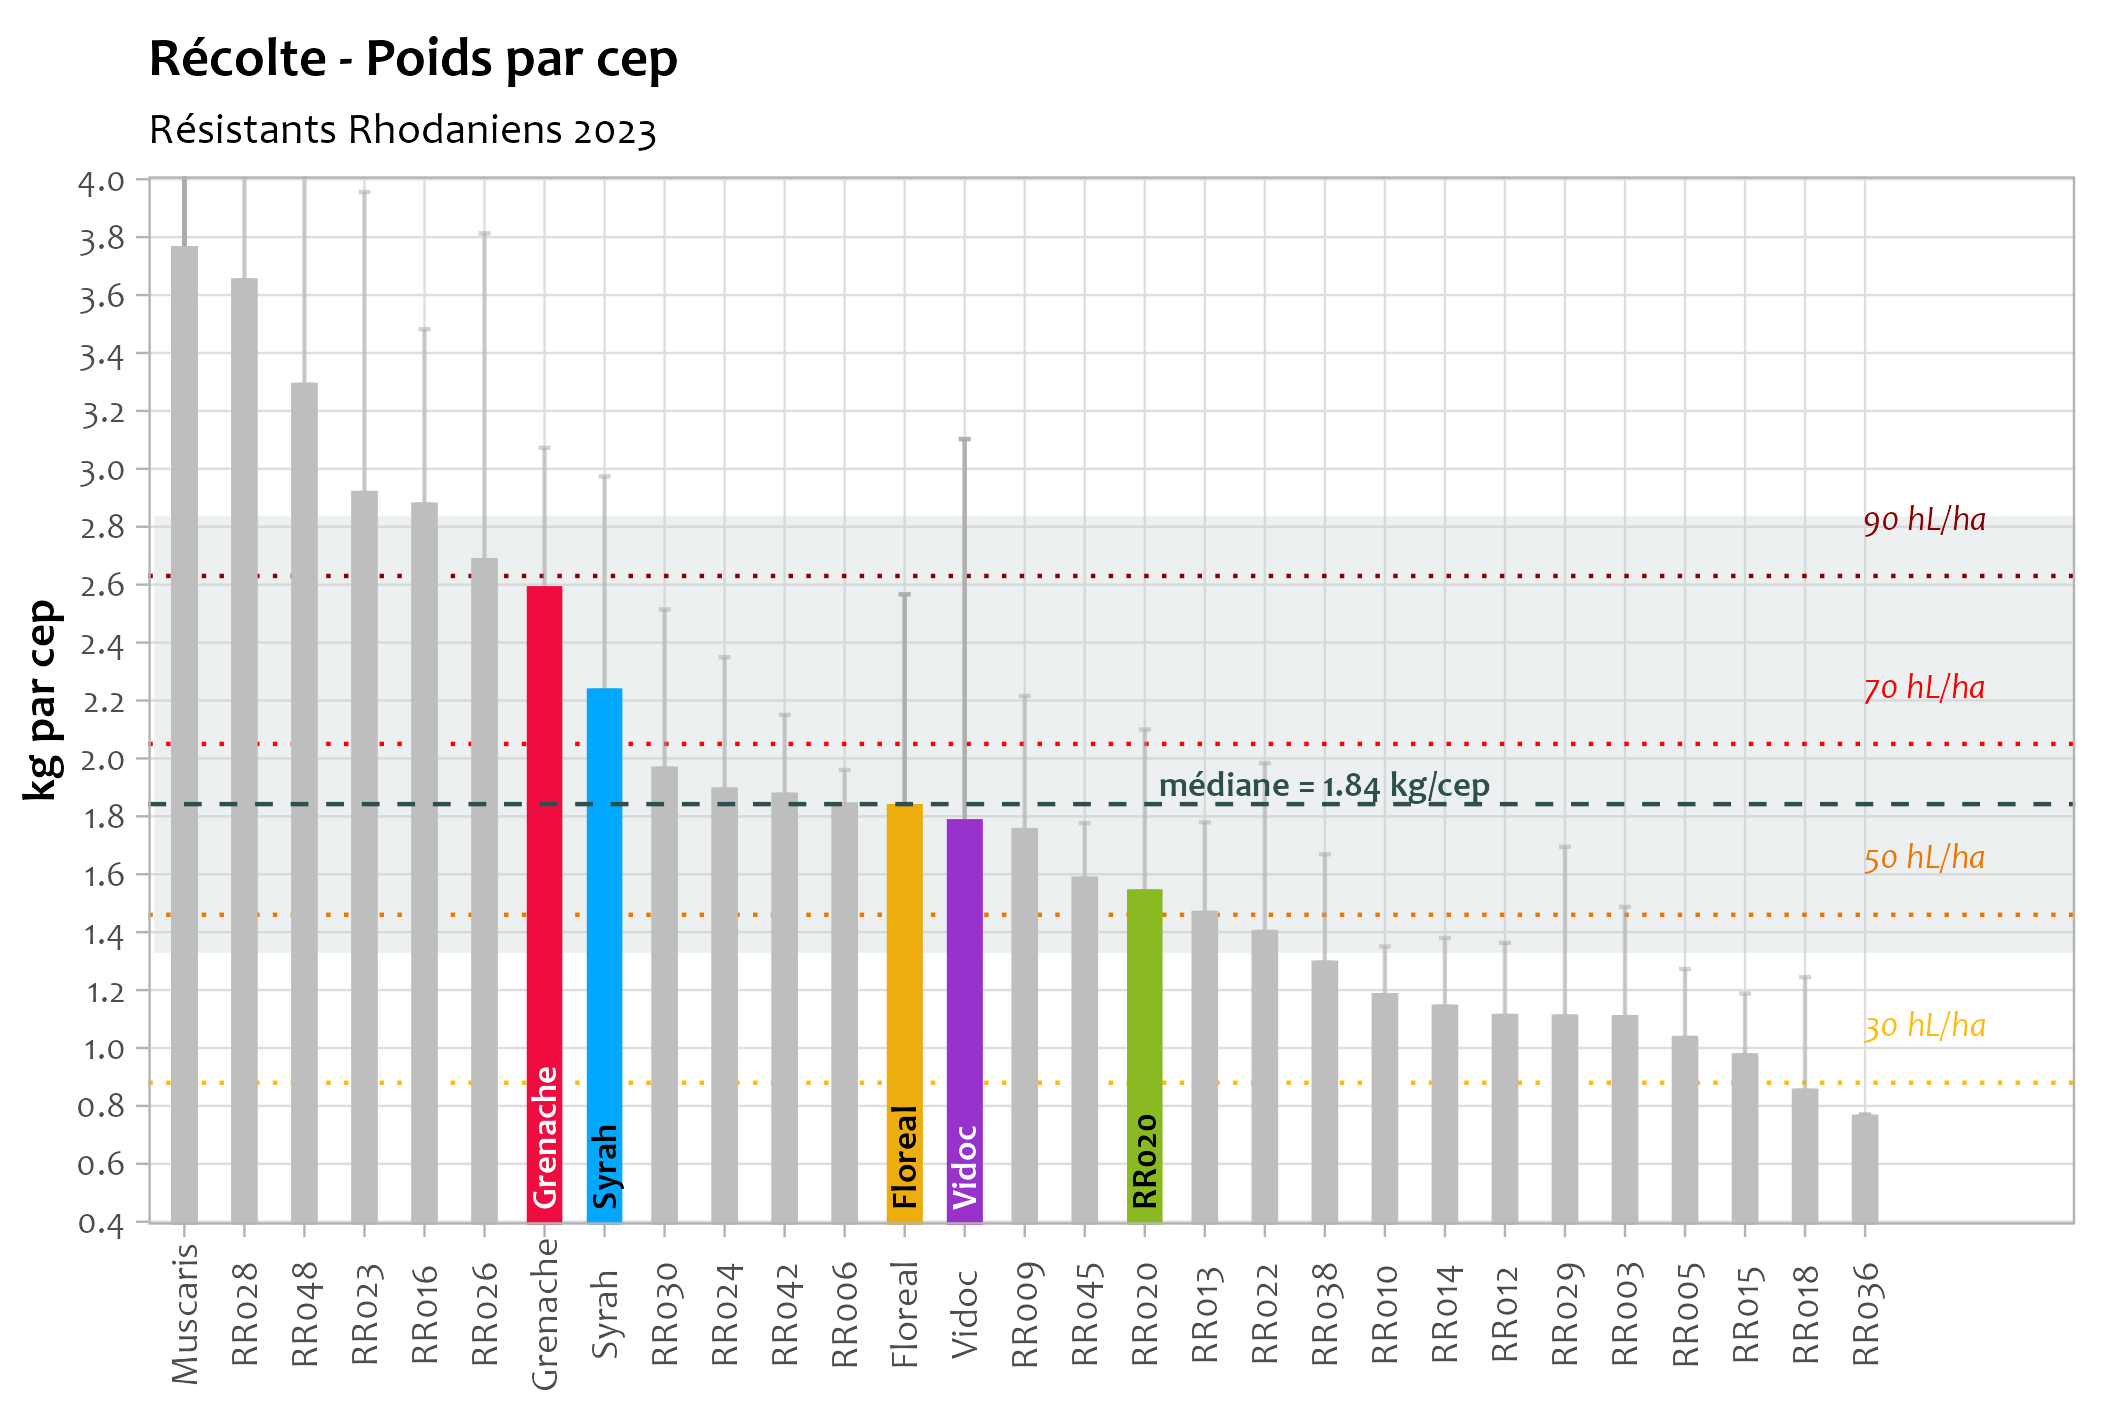 Récolte - Poids par cep
Résistants Rhodaniens 2023
kg par cep
4.0
3.8
3.6
3.4
3.2
3.0
2.8
2.6
2.4
2.2
2.0
1.8
1.6
1.4
1.2
1.0
0.8
0.6
0.4
90 hL/ha
70 hL/ha
médiane = 1.84 kg/cep
50 hL/ha
30 hL/ha
Grenache
Syrah
Floreal
Vidoc
RR020
Muscaris
RR028
RR048
RR023
RR016
RR026
Grenache
Syrah
RR030
RR024
RR042
RR006
Floreal
Vidoc
RR009
RR045
RR020
RR013
RR022
RR038
RR010
RR014
RR012
RR029
RR003
RR005
RR015
RR018
RR036